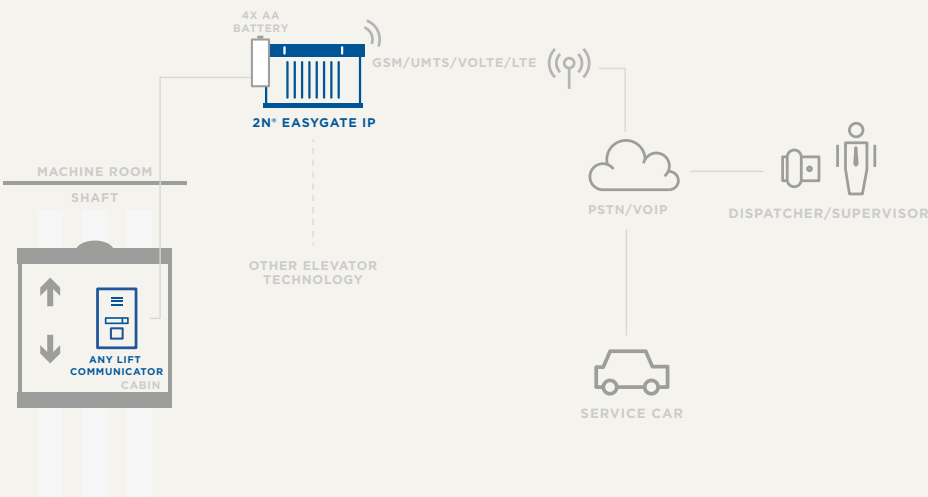 4X AA
BATTERY
GSM/UMTS/VOLTE/LTE
2N® EASYGATE IP
MACHINE ROOM
SHAFT
PSTN/VOIP
DISPATCHER/SUPERVISOR
OTHER ELEVATOR
TECHNOLOGY
ANY LIFT
COMMUNICATOR
CABIN
SERVICE CAR